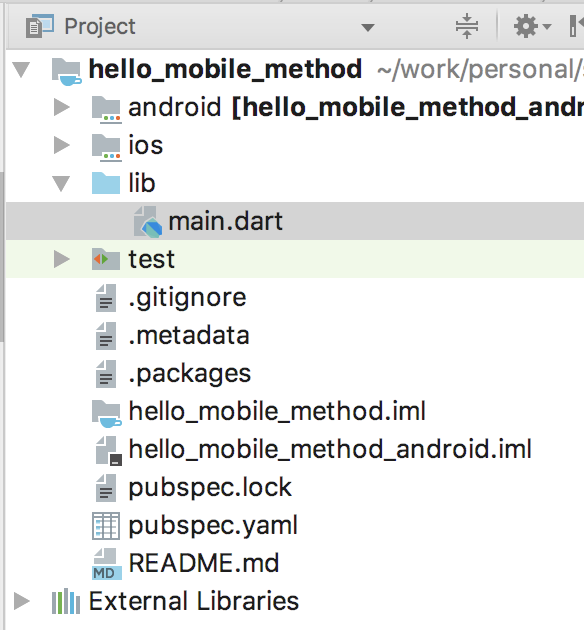 Project
hello_mobile_method ~/work/personal/
android [hello_mobile_method_andr
ios
lib
main.dart
test
.gitignore
.metadata
.packages
hello_mobile_method.iml
hello_mobile_method_android.iml
pubspec.lock
pubspec.yaml
MD README.md
External Libraries